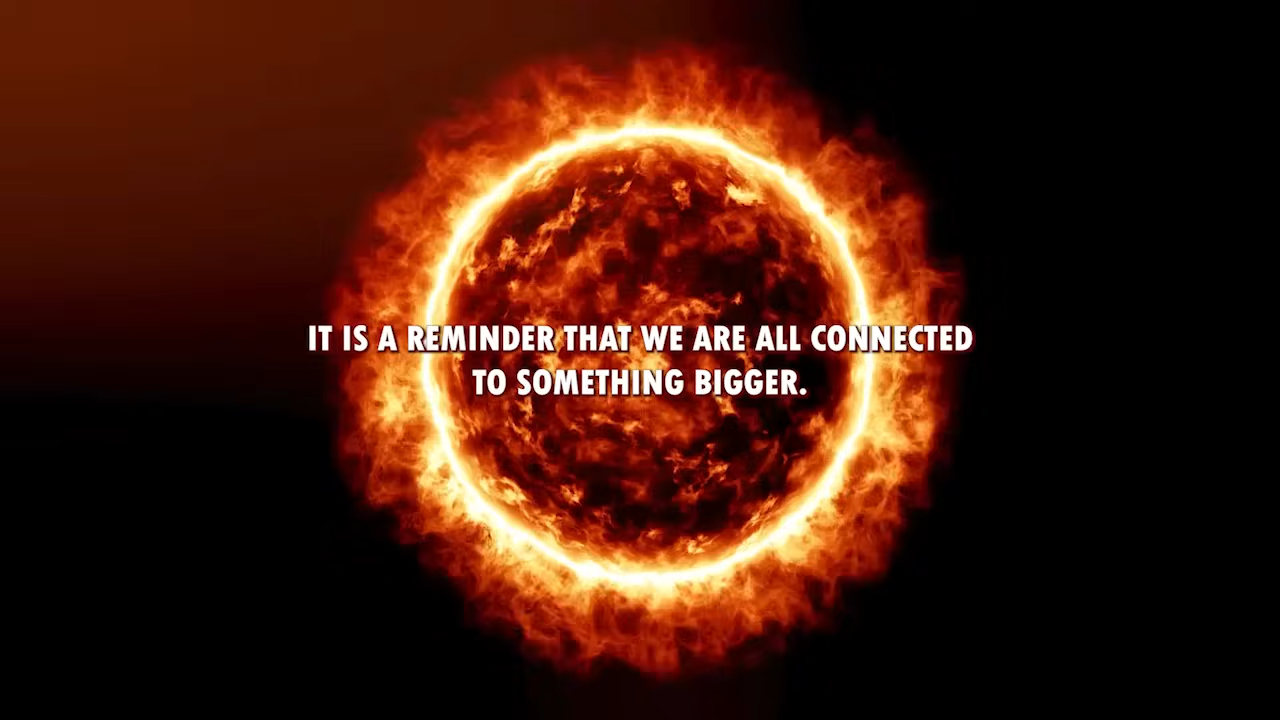 IT IS A REMINDER THAT WE ARE ALL CONNECTED
TO SOMETHING BIGGER.